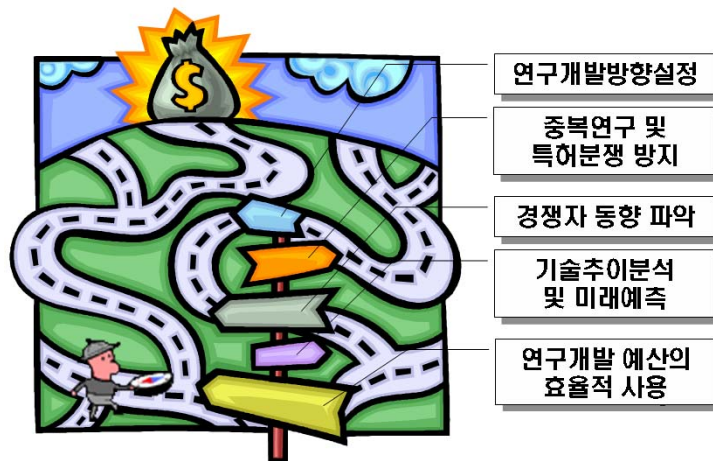 $
연구개발방향설정
중복연구 및
특허분쟁 방지
경쟁자 동향 파악
기술추이분석
및 미래예측
연구개발 예산의
효율적 사용